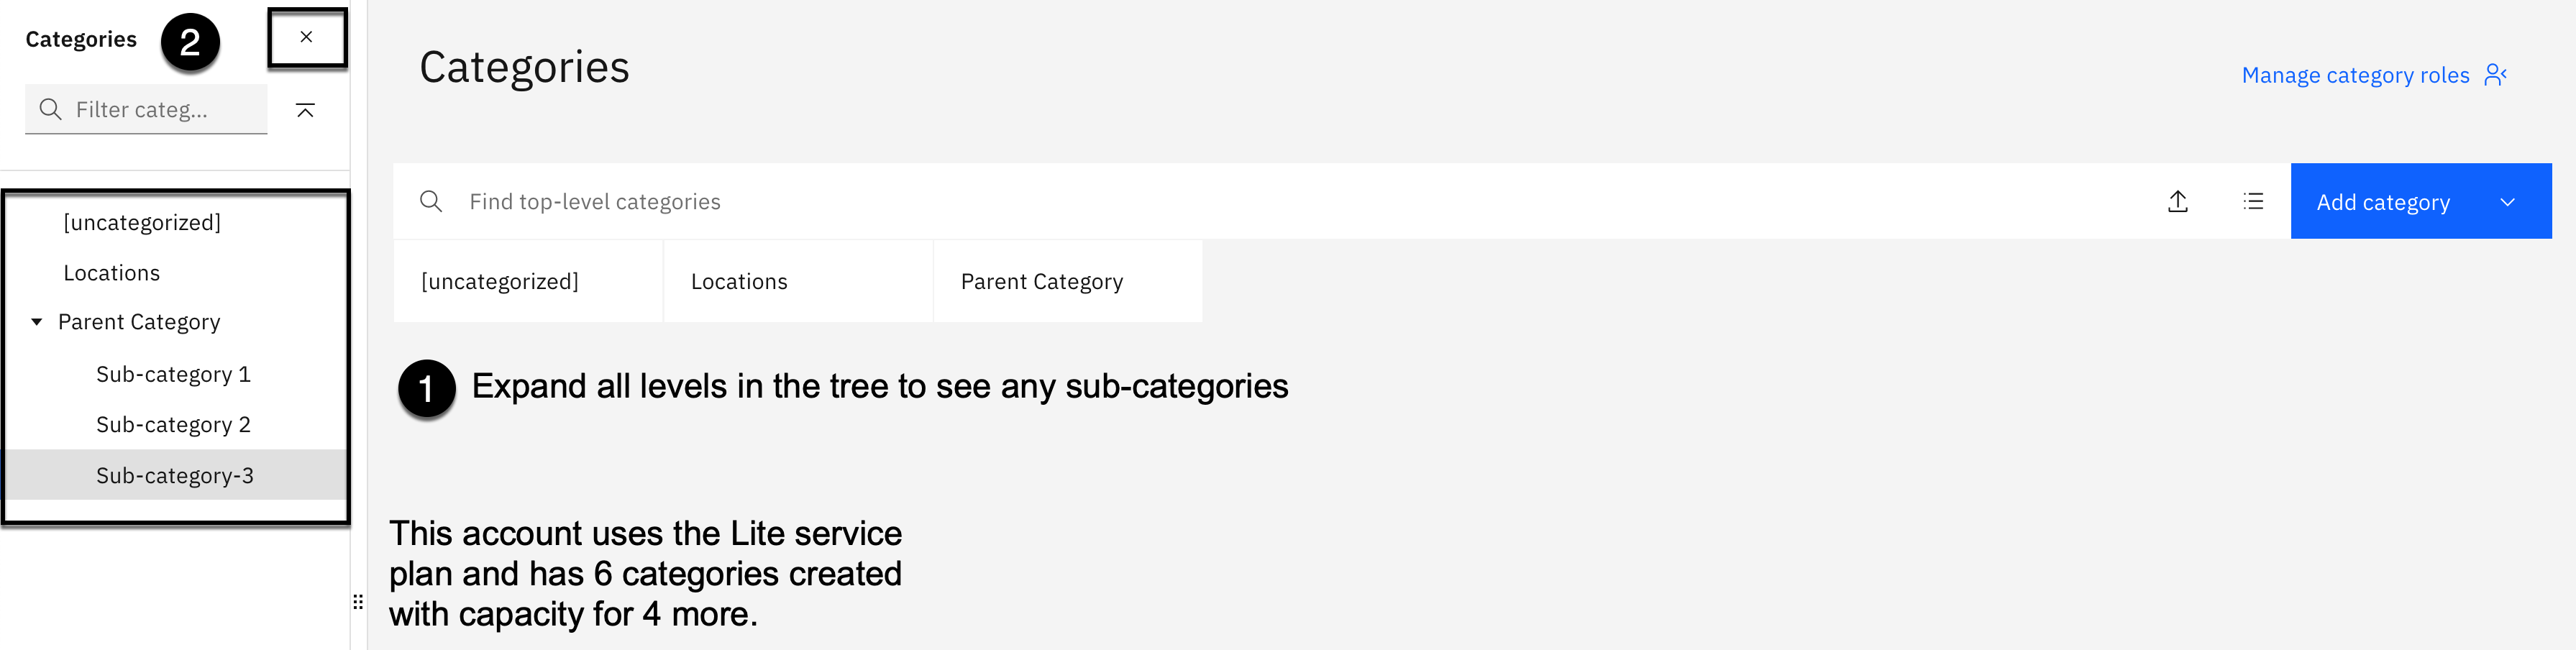 Categories
2
Filter categ...
[uncategorized]
Locations
Parent Category
Sub-category 1
Sub-category 2
Sub-category-3
Categories
Manage category roles
Find top-level categories
Add category
[uncategorized]
Locations
Parent Category
1
Expand all levels in the tree to see any sub-categories
This account uses the Lite service
plan and has 6 categories created
with capacity for 4 more.